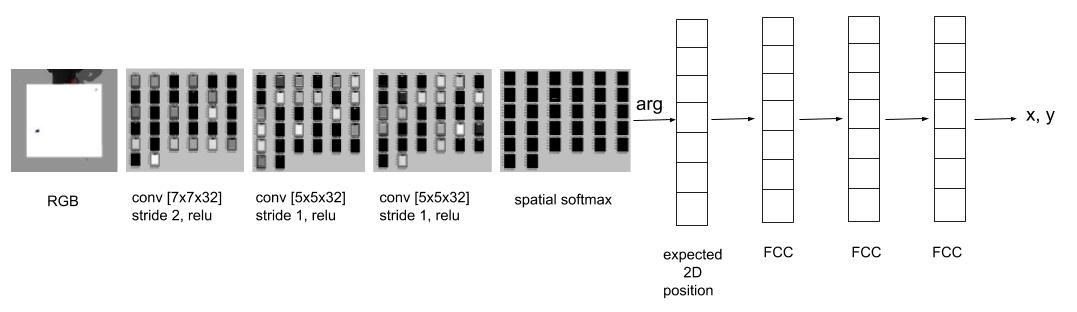 RGB
conv [7x7x32]
stride 2, relu
conv [5x5x32]
stride 1, relu
conv [5x5x32]
stride 1, relu
spatial softmax
arg
expected
2D
position
FCC
FCC
FCC
x, y